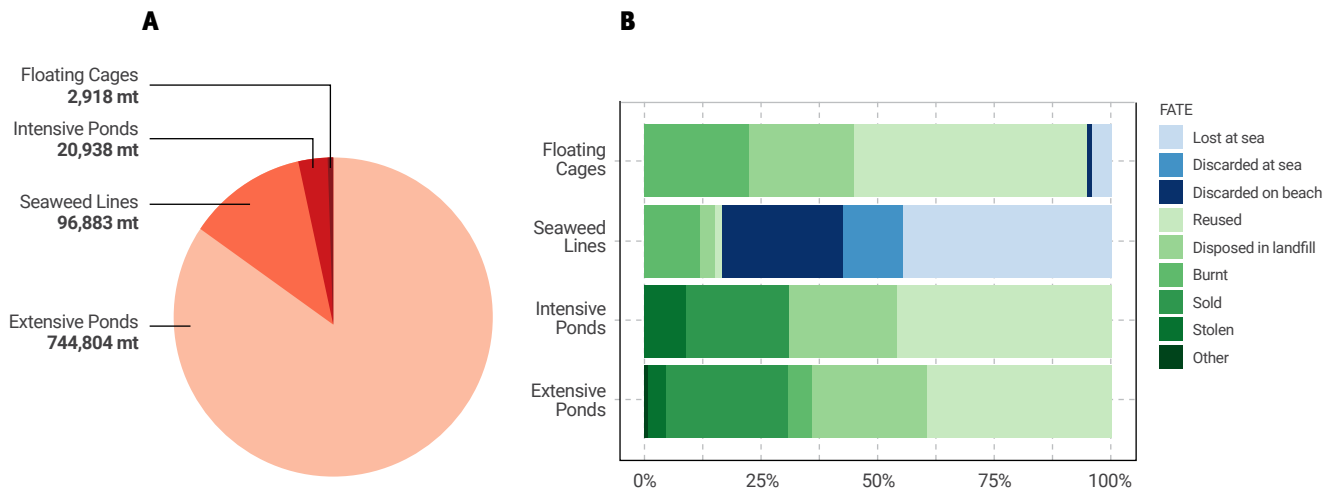 A
Floating Cages
2,918 mt
Intensive Ponds
20,938 mt
Seaweed Lines
96,883 mt
Extensive Ponds
744,804 mt
B
Floating
Cages
Seaweed
Lines
Intensive
Ponds
Extensive
Ponds
0%
25%
50%
75%
100%
FATE
Lost at sea
Discarded at sea
Discarded on beach
Reused
Disposed in landfill
Burnt
Sold
Stolen
Other